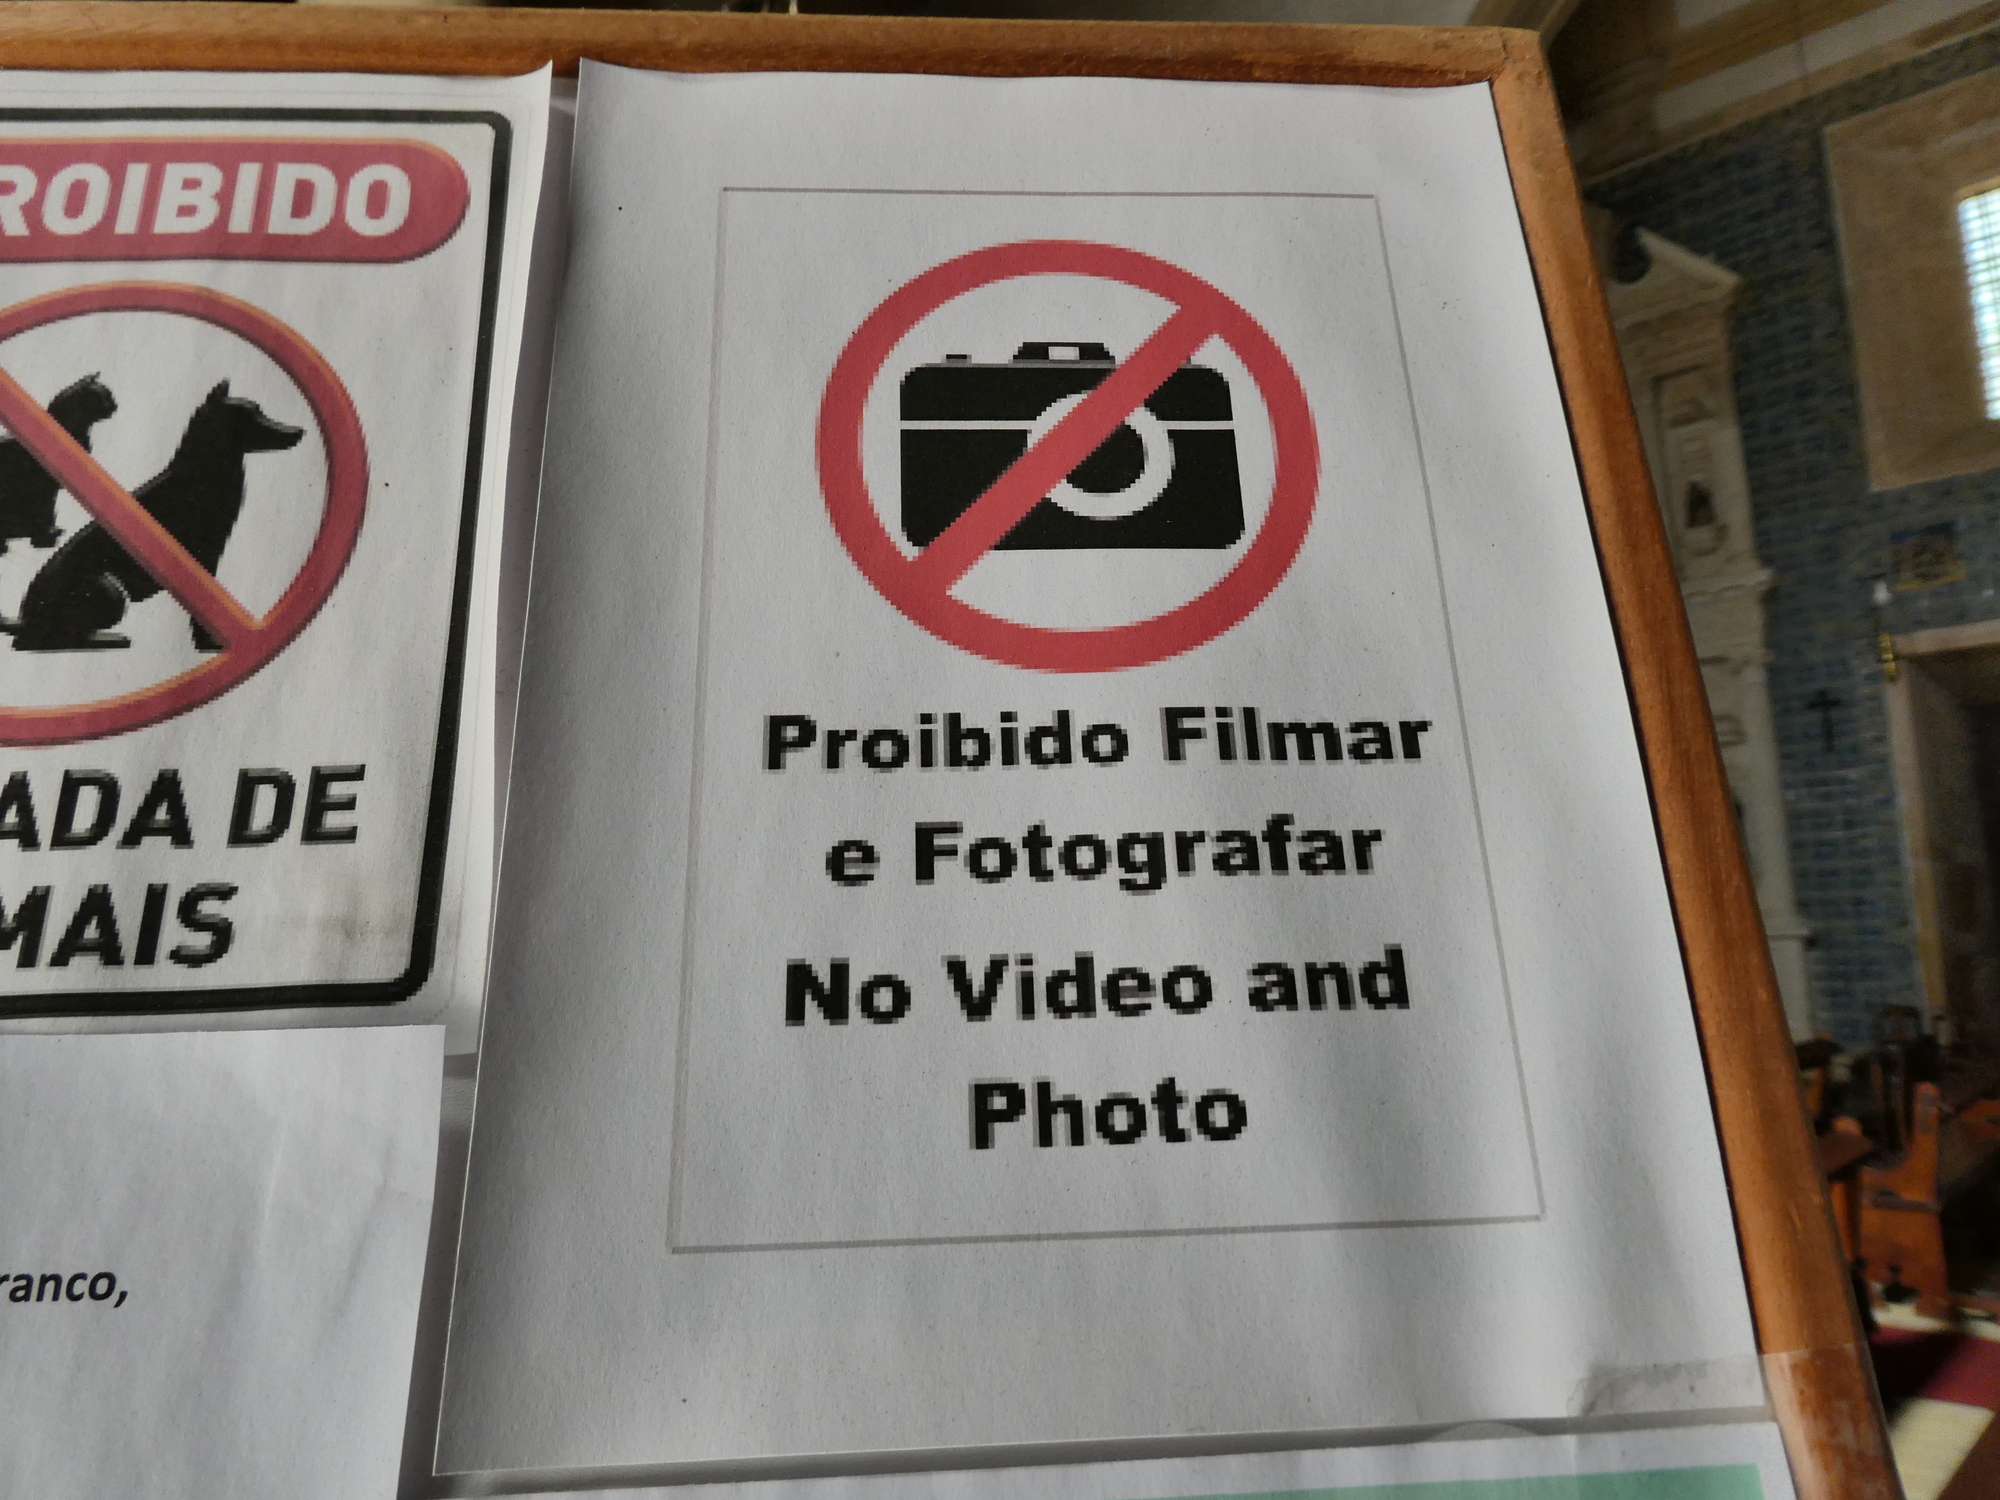 ROIBIDO
ADA DE
MAIS
ranco,
Proibido Filmar
e Fotografar
No Video and
Photo